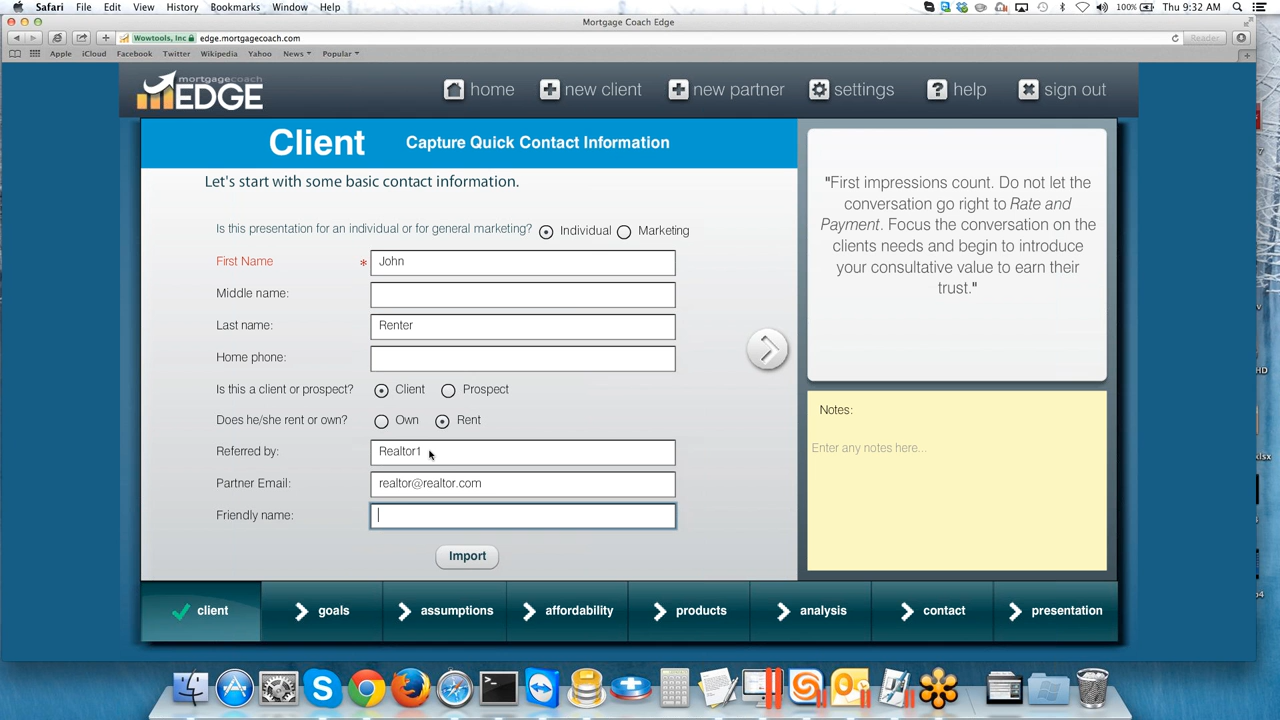 Safari File Edit View History Bookmarks Window Help 100% Thu 9:32 AM
Mortgage Coach Edge
Wowtools, Inc edge.mortgagecoach.com Reader
Apple iCloud Facebook Twitter Wikipedia Yahoo News Popular
mortgagecoach
EDGE
home new client new partner settings help sign out
Client Capture Quick Contact Information
Let's start with some basic contact information.
Is this presentation for an individual or for general marketing? Individual Marketing
First Name * John
Middle name:
Last name: Renter
Home phone:
Is this a client or prospect? Client Prospect
Does he/she rent or own? Own Rent
Referred by: Realtor1
Partner Email: realtor@realtor.com
Friendly name:
Import
"First impressions count. Do not let the
conversation go right to Rate and
Payment. Focus the conversation on
the clients needs and begin to introduce
your consultative value to earn their
trust."
Notes:
Enter any notes here...
client goals assumptions affordability products analysis contact presentation